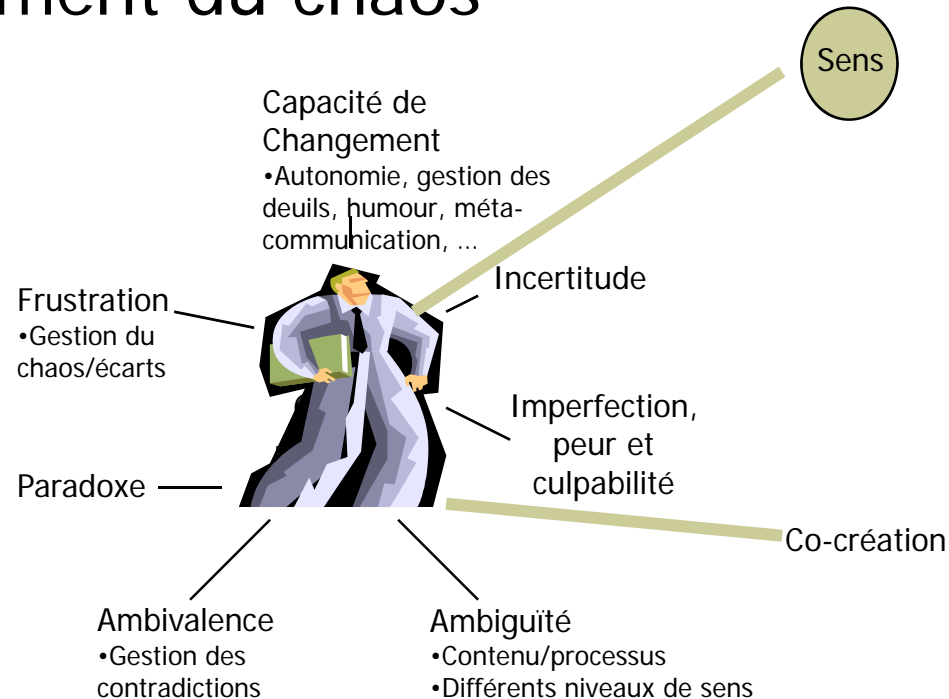 ment du chaos
Sens
Capacité de
Changement
•Autonomie, gestion des
deuils, humour, méta-
communication, ...
Incertitude
Frustration
•Gestion du
chaos/écarts
Imperfection,
peur et
culpabilité
Paradoxe
Co-création
Ambivalence
•Gestion des
contradictions
Ambiguïté
•Contenu/processus
•Différents niveaux de sens